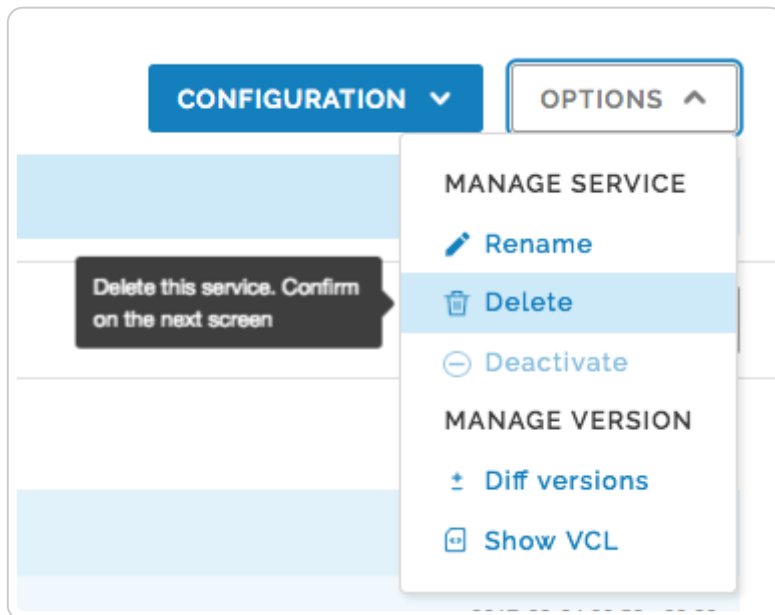 CONFIGURATION
OPTIONS
MANAGE SERVICE
Rename
Delete this service. Confirm
on the next screen
Delete
Deactivate
MANAGE VERSION
Diff versions
Show VCL